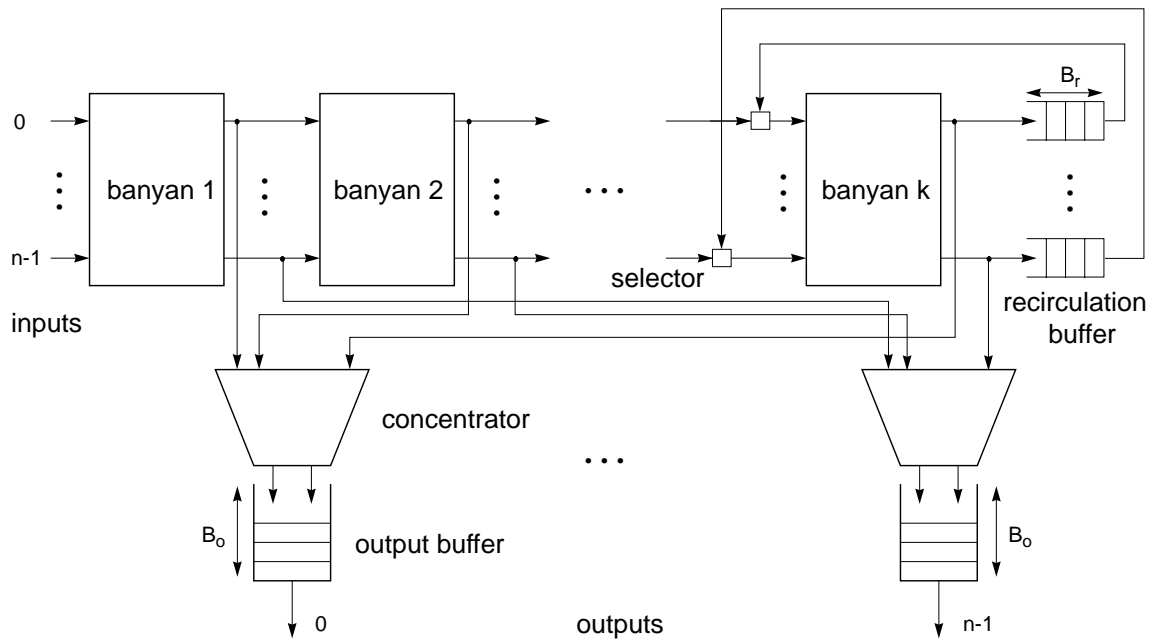 B_r
0
banyan 1
banyan 2
...
banyan k
n-1
selector
inputs
recirculation
buffer
concentrator
...
B_o
output buffer
B_o
0
outputs
n-1